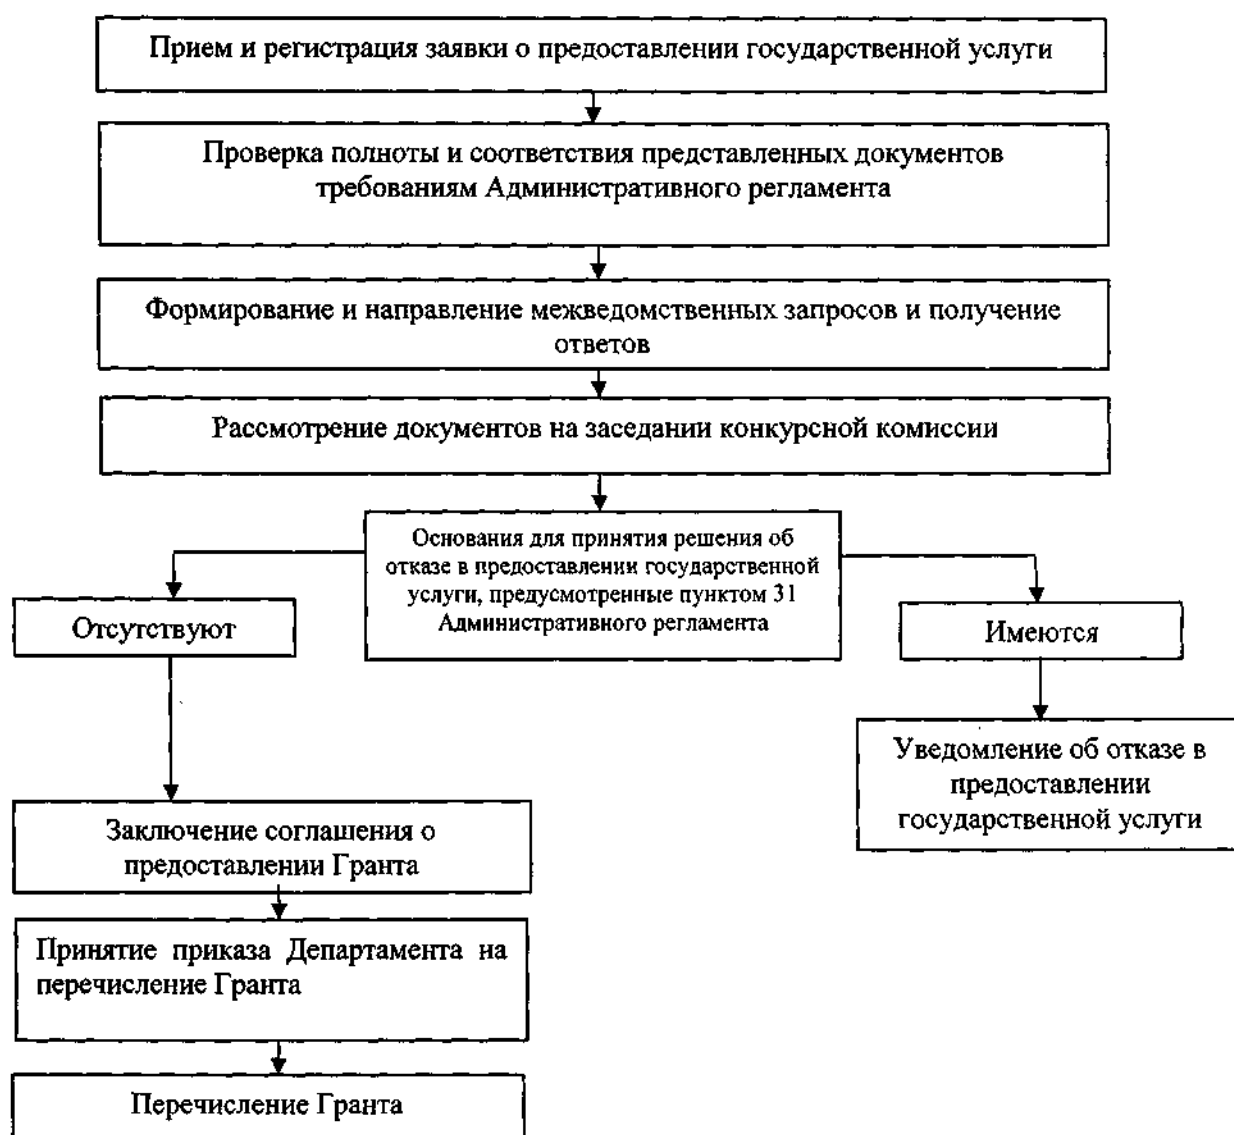 Прием и регистрация заявки о предоставлении государственной услуги
Проверка полноты и соответствия представленных документов
требованиям Административного регламента
Формирование и направление межведомственных запросов и получение
ответов
Рассмотрение документов на заседании конкурсной комиссии
Основания для принятия решения об
отказе в предоставлении государственной
услуги, предусмотренные пунктом 31
Административного регламента
Отсутствуют
Имеются
Уведомление об отказе в
предоставлении
государственной услуги
Заключение соглашения о
предоставлении Гранта
Принятие приказа Департамента на
перечисление Гранта
Перечисление Гранта